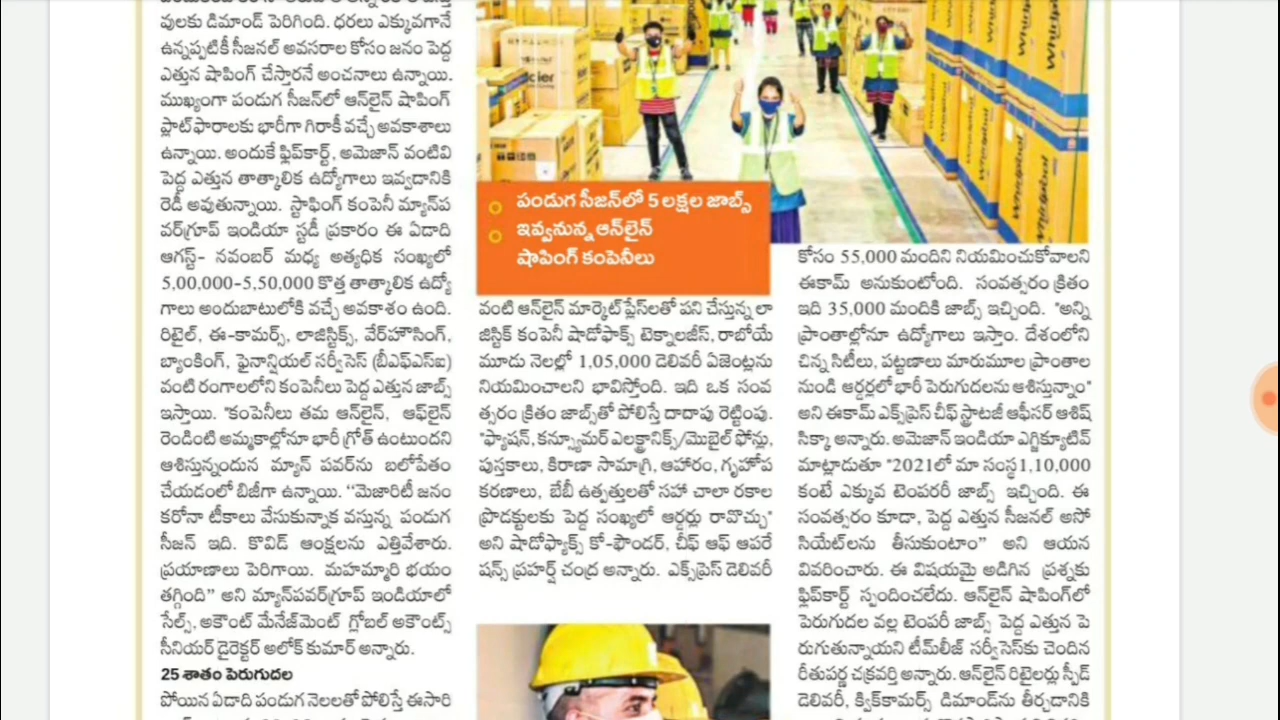 వులకు డిమాండ్ పెరిగింది. ధరలు ఎక్కువగానే
ఉన్నప్పటికీ సీజనల్ అవసరాల కోసం జనం పెద్ద
ఎత్తున షాపింగ్ చేస్తారనే అంచనాలు ఉన్నాయి.
ముఖ్యంగా పండుగ సీజన్‌లో ఆన్‌లైన్ షాపింగ్
ప్లాట్‌ఫారాలకు భారీగా గిరాకీ వచ్చే అవకాశాలు
ఉన్నాయి. అందుకే ఫ్లిప్‌కార్ట్, అమెజాన్ వంటివి
పెద్ద ఎత్తున తాత్కాలిక ఉద్యోగాలు ఇవ్వడానికి
రెడీ అవుతున్నాయి. స్టాఫింగ్ కంపెనీ మ్యాన్‌ప
వర్‌గ్రూప్ ఇండియా స్టడీ ప్రకారం ఈ ఏడాది
ఆగస్ట్– నవంబర్ మధ్య అత్యధిక సంఖ్యలో
5,00,000–5,50,000 కొత్త తాత్కాలిక ఉద్యో
గాలు అందుబాటులోకి వచ్చే అవకాశం ఉంది.
రిటైల్, ఈ-కామర్స్, లాజిస్టిక్స్, వేర్‌హౌసింగ్,
బ్యాంకింగ్, ఫైనాన్షియల్ సర్వీసెస్ (బీఎఫ్ఎస్ఐ)
వంటి రంగాలలోని కంపెనీలు పెద్ద ఎత్తున జాబ్స్
ఇస్తాయి. "కంపెనీలు తమ ఆన్‌లైన్, ఆఫ్‌లైన్
రెండింటి అమ్మకాల్లోనూ భారీ గ్రోత్ ఉంటుందని
ఆశిస్తున్నందున మ్యాన్ పవర్‌ను బలోపేతం
చేయడంలో బిజీగా ఉన్నాయి. “మెజారిటీ జనం
కరోనా టీకాలు వేసుకున్నాక వస్తున్న పండుగ
సీజన్ ఇది. కొవిడ్ ఆంక్షలను ఎత్తివేశారు.
ప్రయాణాలు పెరిగాయి. మహమ్మారి భయం
తగ్గింది” అని మ్యాన్‌పవర్‌గ్రూప్ ఇండియాలో
సేల్స్, అకౌంట్ మేనేజ్‌మెంట్ గ్లోబల్ అకౌంట్స్
సీనియర్ డైరెక్టర్ అలోక్ కుమార్ అన్నారు.
25 శాతం పెరుగుదల
పోయిన ఏడాది పండుగ నెలలతో పోలిస్తే ఈసారి
పండుగ సీజన్‌లో 5 లక్షల జాబ్స్
ఇవ్వనున్న ఆన్‌లైన్
షాపింగ్ కంపెనీలు
వంటి ఆన్‌లైన్ మార్కెట్ ప్లేస్‌లతో పని చేస్తున్న లా
జిస్టిక్ కంపెనీ షాడోఫాక్స్ టెక్నాలజీస్, రాబోయే
మూడు నెలల్లో 1,05,000 డెలివరీ ఏజెంట్లను
నియమించాలని భావిస్తోంది. ఇది ఒక సంవ
త్సరం క్రితం జాబ్స్‌తో పోలిస్తే దాదాపు రెట్టింపు.
"ఫ్యాషన్, కన్స్యూమర్ ఎలక్ట్రానిక్స్/మొబైల్ ఫోన్లు,
పుస్తకాలు, కిరాణా సామాగ్రి, ఆహారం, గృహోప
కరణాలు, బేబీ ఉత్పత్తులతో సహా చాలా రకాల
ప్రొడక్టులకు పెద్ద సంఖ్యలో ఆర్డర్లు రావొచ్చు"
అని షాడోఫ్యాక్స్ కో-ఫౌండర్, చీఫ్ ఆఫ్ ఆపరే
షన్స్ ప్రహర్ష్ చంద్ర అన్నారు. ఎక్స్‌ప్రెస్ డెలివరీ
Whirlpool
కోసం 55,000 మందిని నియమించుకోవాలని
ఈకామ్ అనుకుంటోంది. సంవత్సరం క్రితం
ఇది 35,000 మందికి జాబ్స్ ఇచ్చింది. "అన్ని
ప్రాంతాల్లోనూ ఉద్యోగాలు ఇస్తాం. దేశంలోని
చిన్న సిటీలు, పట్టణాలు మారుమూల ప్రాంతాల
నుండి ఆర్డర్లలో భారీ పెరుగుదలను ఆశిస్తున్నాం"
అని ఈకామ్ ఎక్స్‌ప్రెస్ చీఫ్ స్ట్రాటజీ ఆఫీసర్ ఆశిష్
సిక్కా అన్నారు. అమెజాన్ ఇండియా ఎగ్జిక్యూటివ్
మాట్లాడుతూ "2021లో మా సంస్థ1,10,000
కంటే ఎక్కువ టెంపరరీ జాబ్స్ ఇచ్చింది. ఈ
సంవత్సరం కూడా, పెద్ద ఎత్తున సీజనల్ అసో
సియేట్‌లను తీసుకుంటాం” అని ఆయన
వివరించారు. ఈ విషయమై అడిగిన ప్రశ్నకు
ఫ్లిప్‌కార్ట్ స్పందించలేదు. ఆన్‌లైన్ షాపింగ్‌లో
పెరుగుదల వల్ల టెంపరీ జాబ్స్ పెద్ద ఎత్తున పె
రుగుతున్నాయని టీమ్‌లీజ్ సర్వీసెస్‌కు చెందిన
రీతుపర్ణ చక్రవర్తి అన్నారు. ఆన్‌లైన్ రిటైలర్లు స్పీడ్
డెలివరీ, క్విక్‌కామర్స్ డిమాండ్‌ను తీర్చడానికి